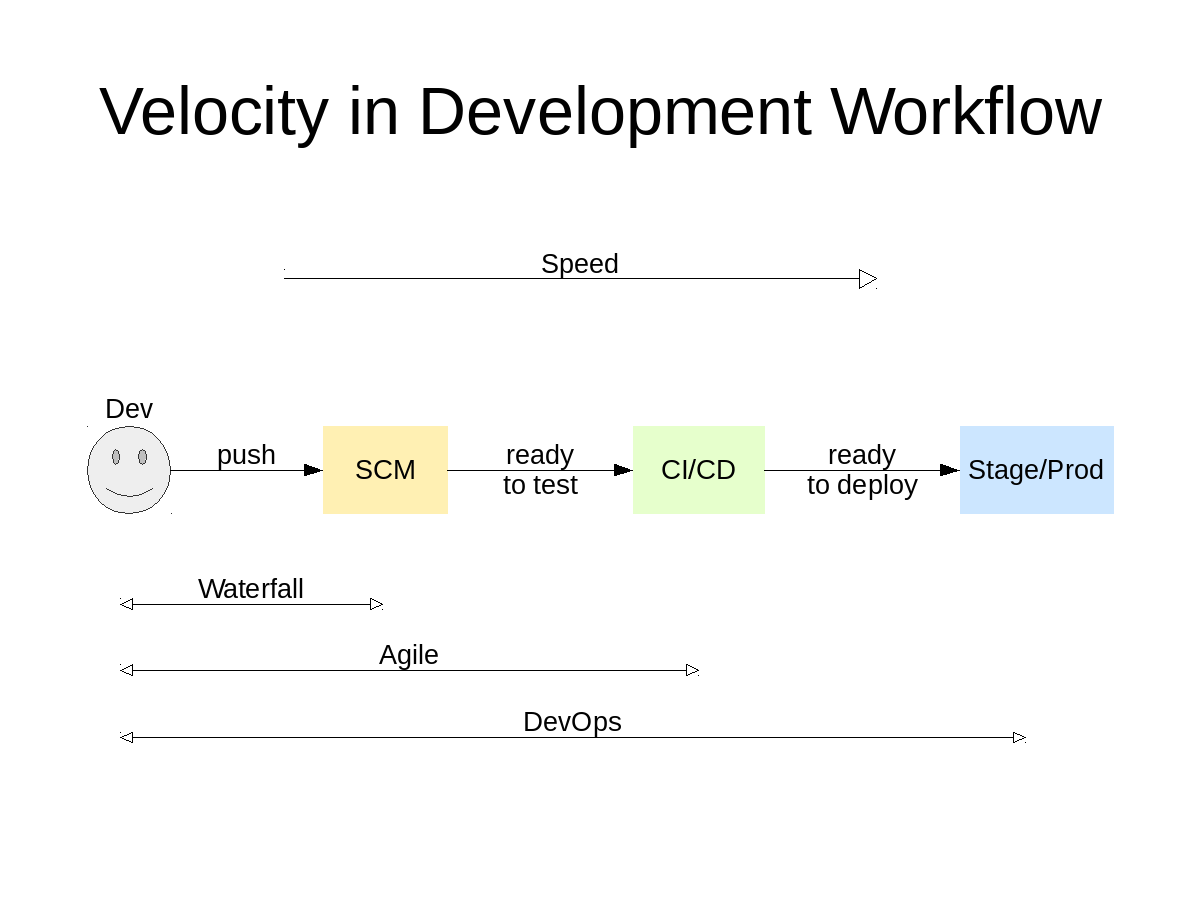 Velocity in Development Workflow
Speed
Dev
push
SCM
ready
to test
CI/CD
ready
to deploy
Stage/Prod
Waterfall
Agile
DevOps